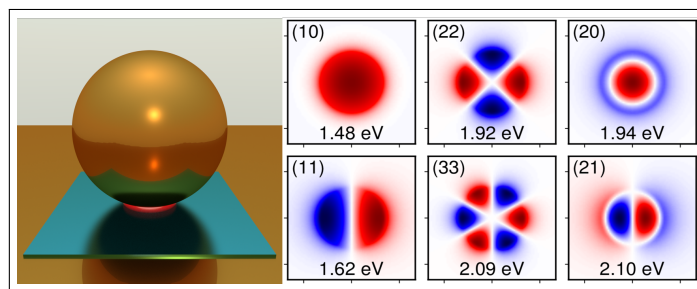 (10)
1.48 eV
(22)
1.92 eV
(20)
1.94 eV
(11)
1.62 eV
(33)
2.09 eV
(21)
2.10 eV